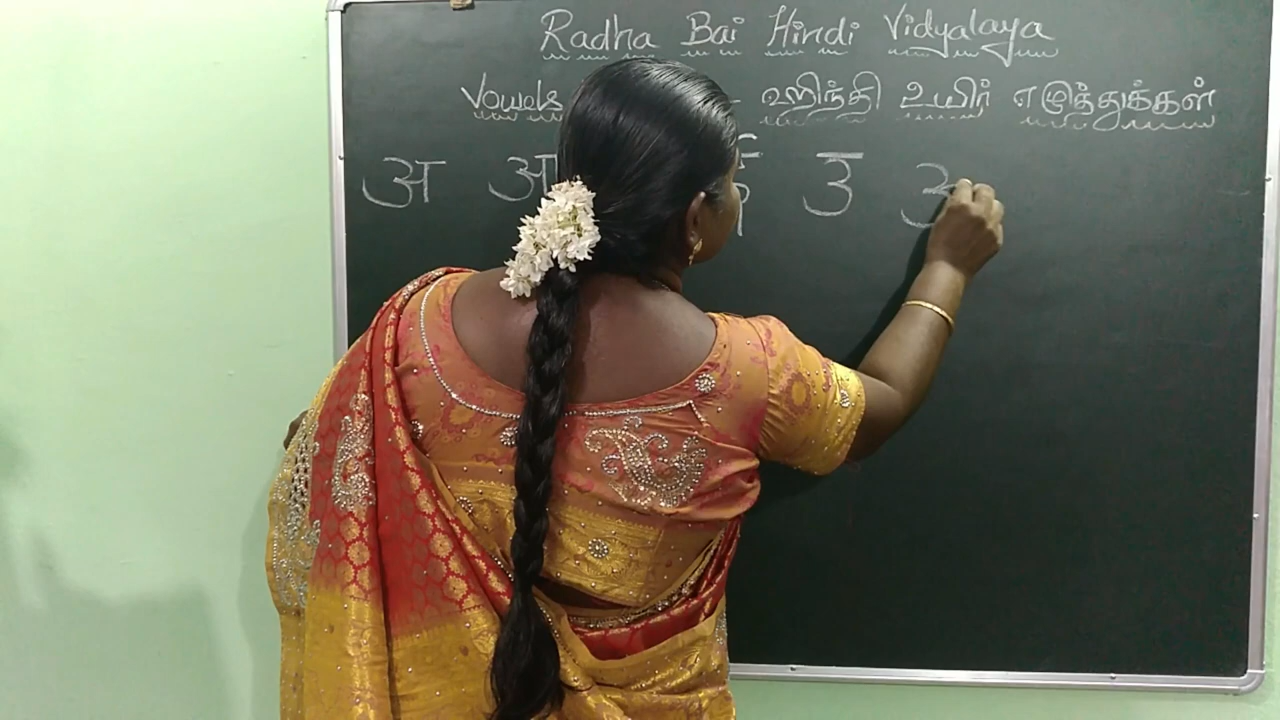 Radha Bai Hindi Vidyalaya
Vowels - ஹிந்தி உயிர் எழுத்துக்கள்
अ उ